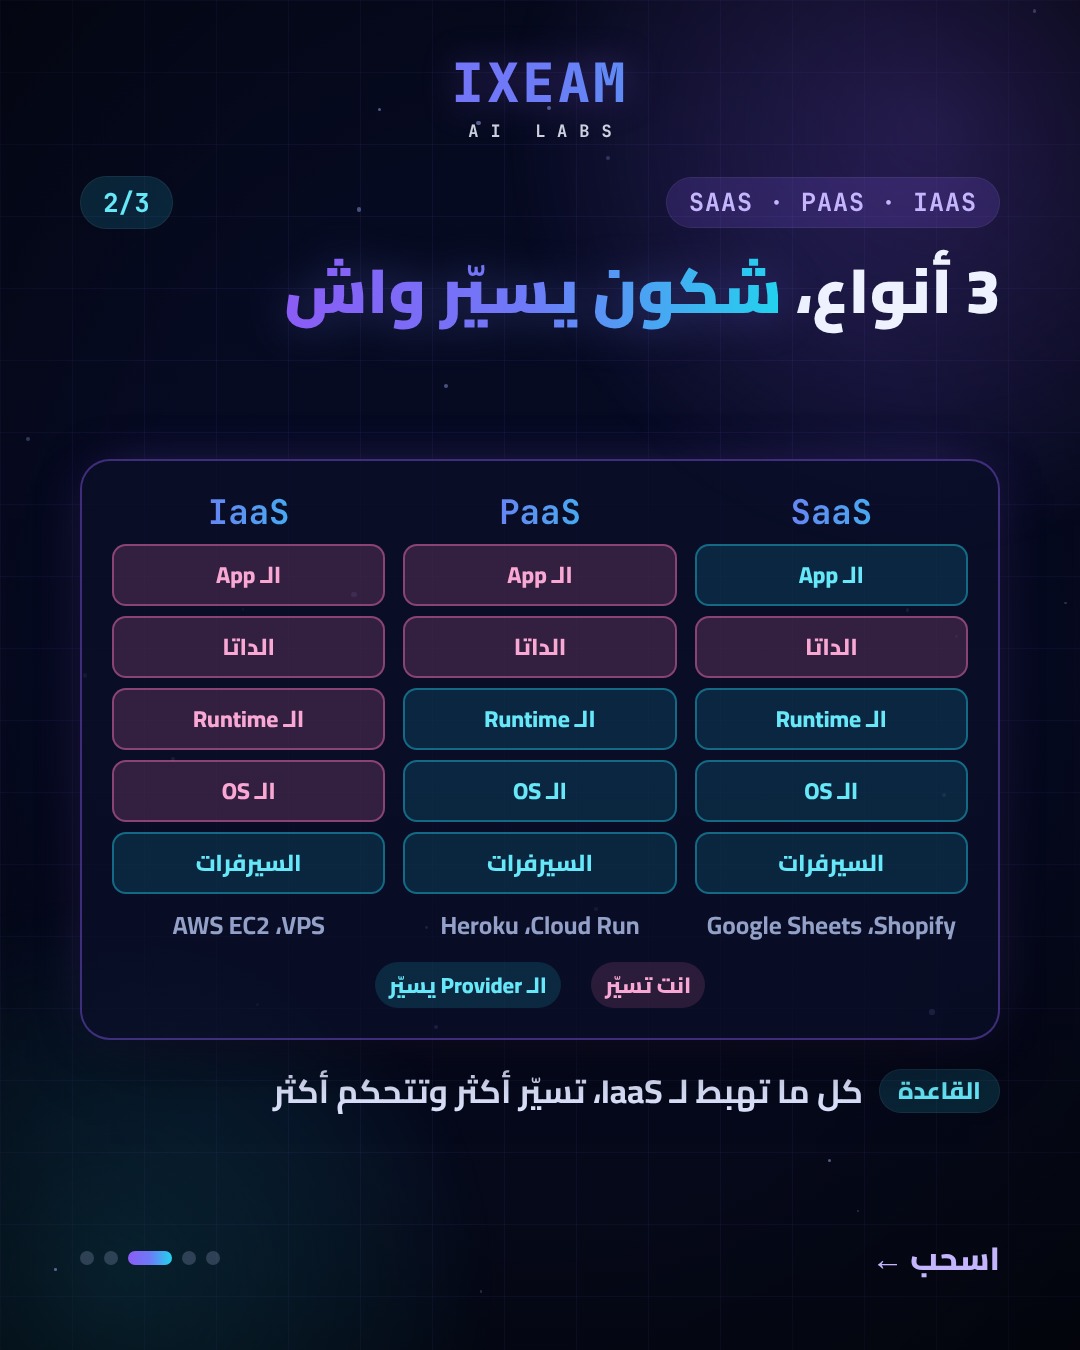 IXEAM
AI LABS
SAAS · PAAS · IAAS
2/3
3 أنواع، شكون يسيّر واش
SaaS
PaaS
IaaS
الـ App
الـ App
الـ App
الداتا
الداتا
الداتا
الـ Runtime
الـ Runtime
الـ Runtime
الـ OS
الـ OS
الـ OS
السيرفرات
السيرفرات
السيرفرات
Google Sheets ،Shopify
Heroku ،Cloud Run
AWS EC2 ،VPS
انت تسيّر
الـ Provider يسيّر
القاعدة
كل ما تهبط لـ IaaS، تسيّر أكثر وتتحكم أكثر
اسحب ←